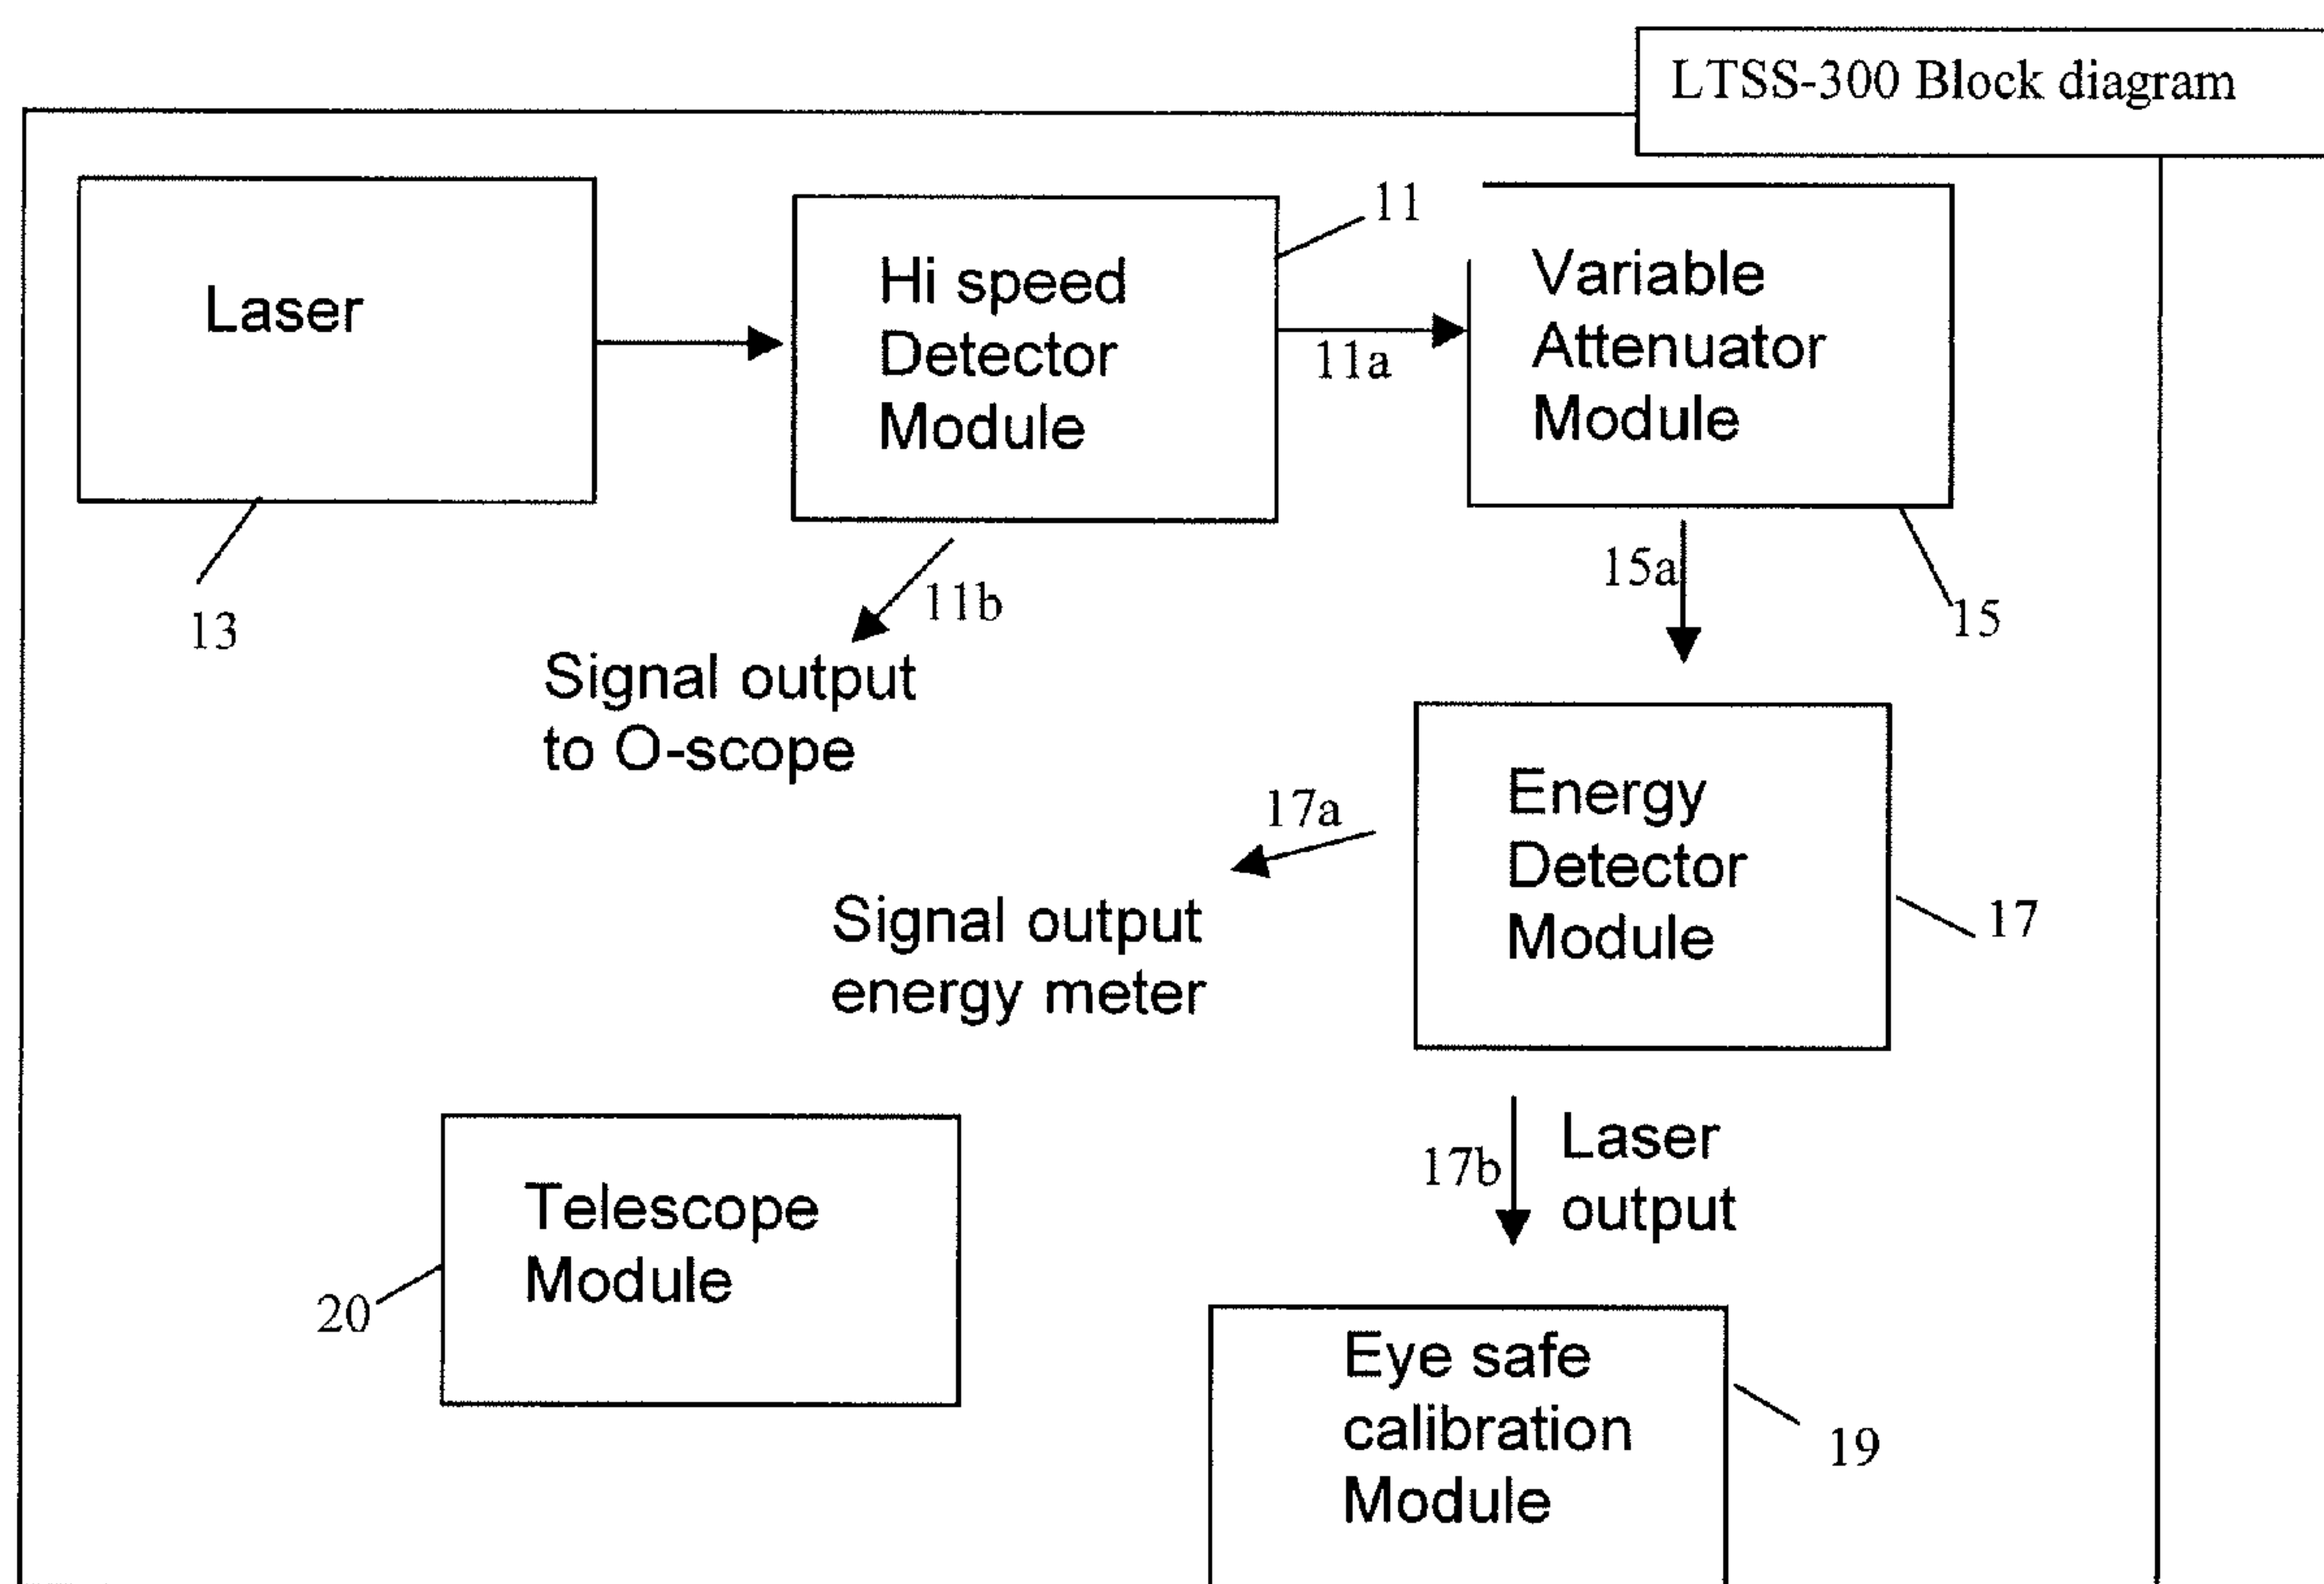 LTSS-300 Block diagram
Laser
13
Hi speed
Detector
Module
11
11a
11b
Signal output
to O-scope
Variable
Attenuator
Module
15a
15
Energy
Detector
Module
17
17a
Signal output
energy meter
17b
Laser
output
Telescope
Module
20
Eye safe
calibration
Module
19